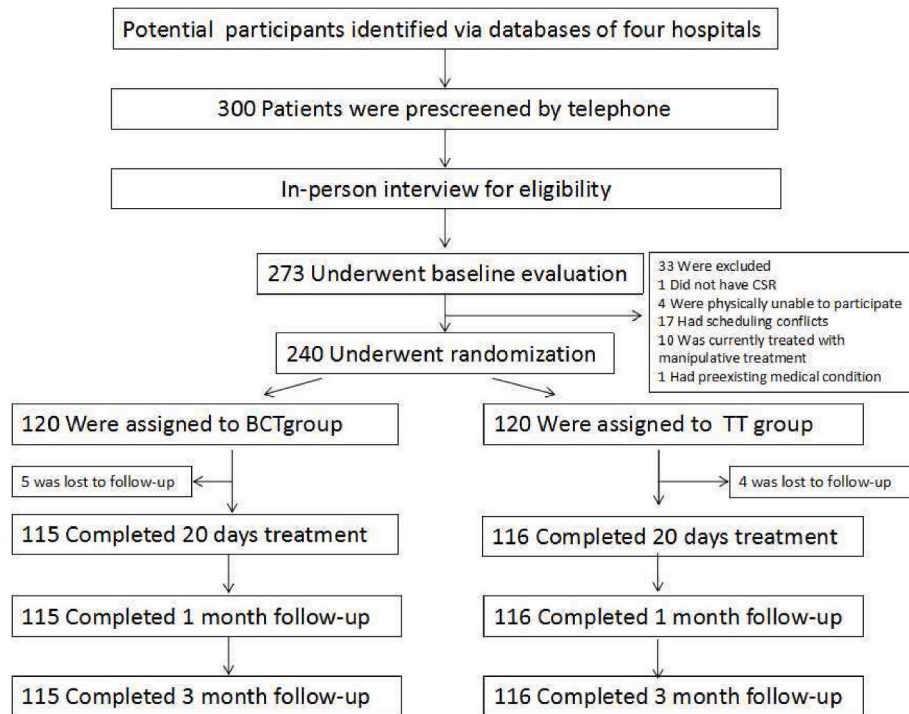 Potential participants identified via databases of four hospitals
300 Patients were prescreened by telephone
In-person interview for eligibility
273 Underwent baseline evaluation
33 Were excluded
1 Did not have CSR
4 Were physically unable to participate
17 Had scheduling conflicts
10 Was currently treated with
manipulative treatment
1 Had preexisting medical condition
240 Underwent randomization
120 Were assigned to BCTgroup
120 Were assigned to TT group
5 was lost to follow-up
4 was lost to follow-up
115 Completed 20 days treatment
116 Completed 20 days treatment
115 Completed 1 month follow-up
116 Completed 1 month follow-up
115 Completed 3 month follow-up
116 Completed 3 month follow-up